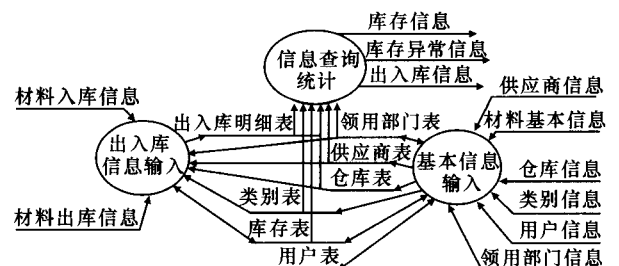 库存信息
库存异常信息
出入库信息
信息查询
统计
供应商信息
材料入库信息
材料基本信息
出入库明细表
领用部门表
出入库
信息输入
供应商表
基本信息
输入
仓库表
仓库信息
类别表
类别信息
材料出库信息
库存表
用户信息
用户表
领用部门信息